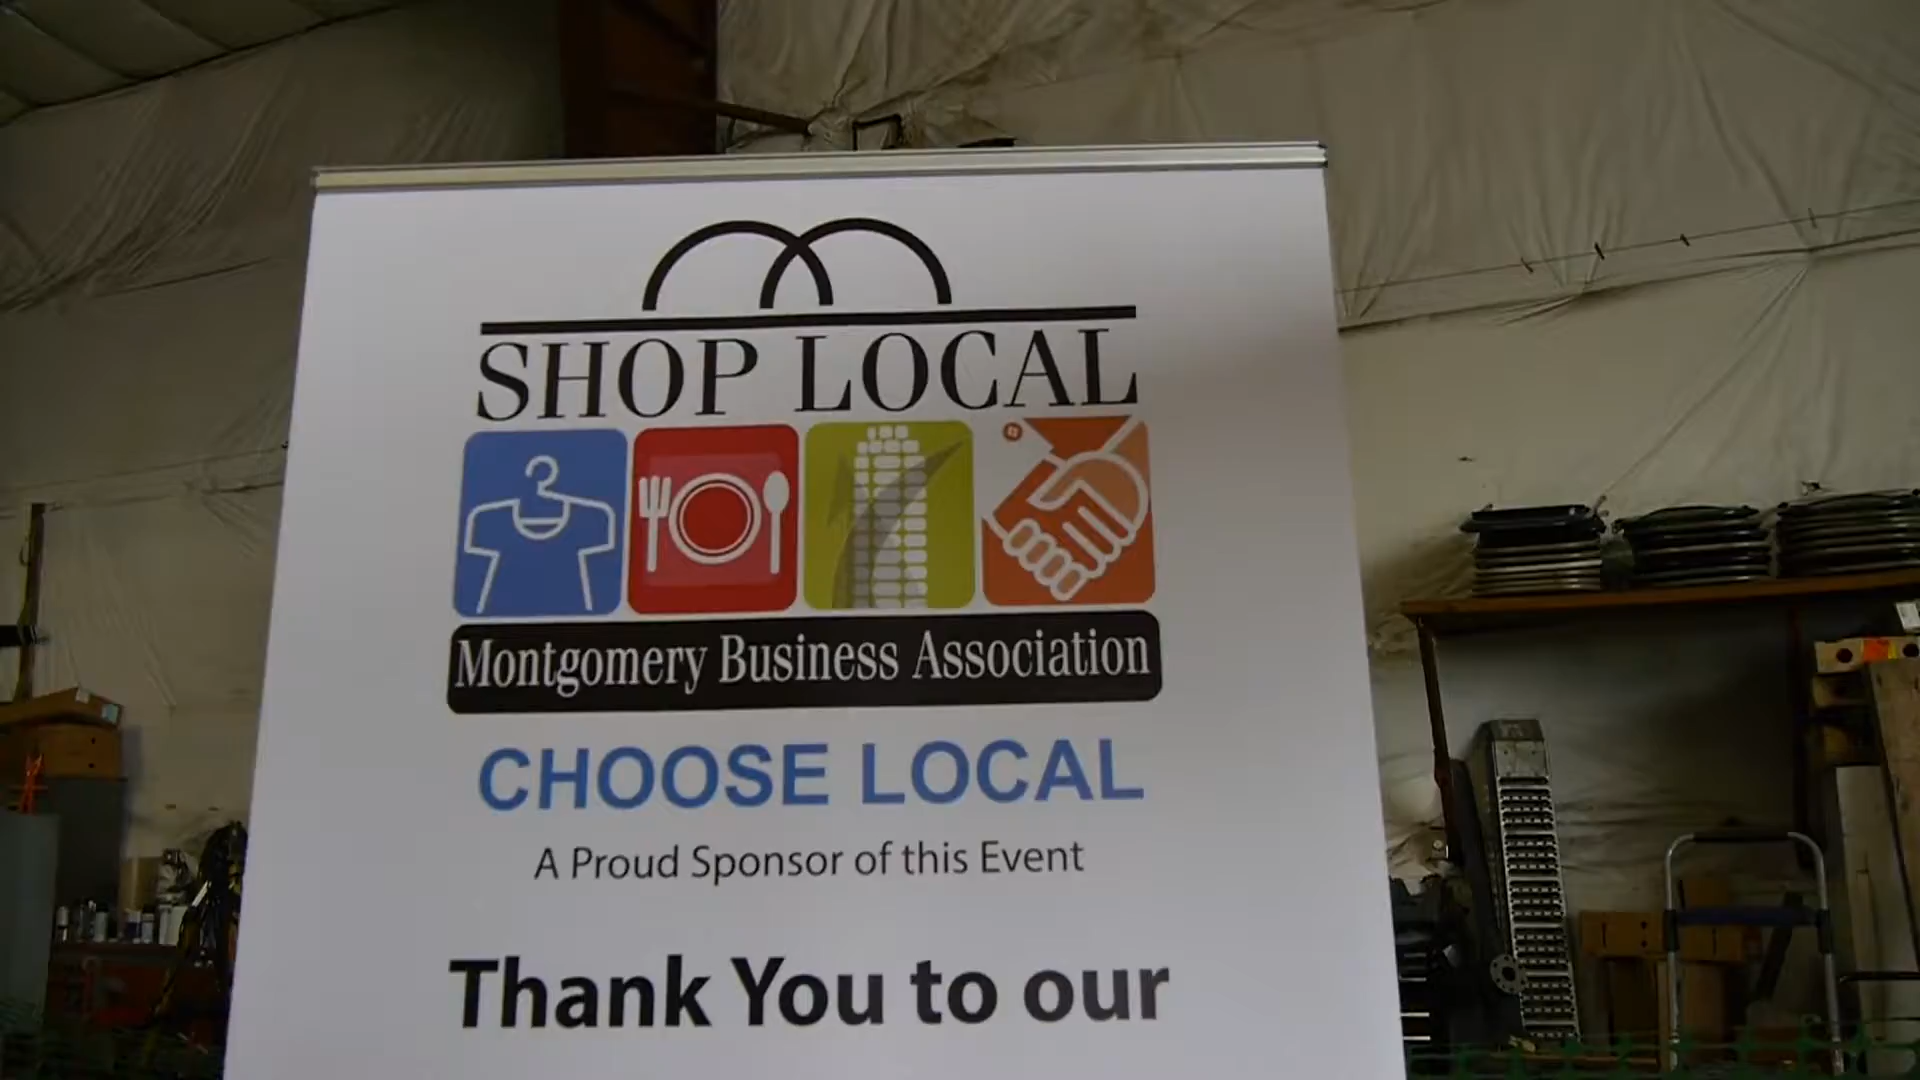 SHOP LOCAL
Montgomery Business Association
CHOOSE LOCAL
A Proud Sponsor of this Event
Thank You to our